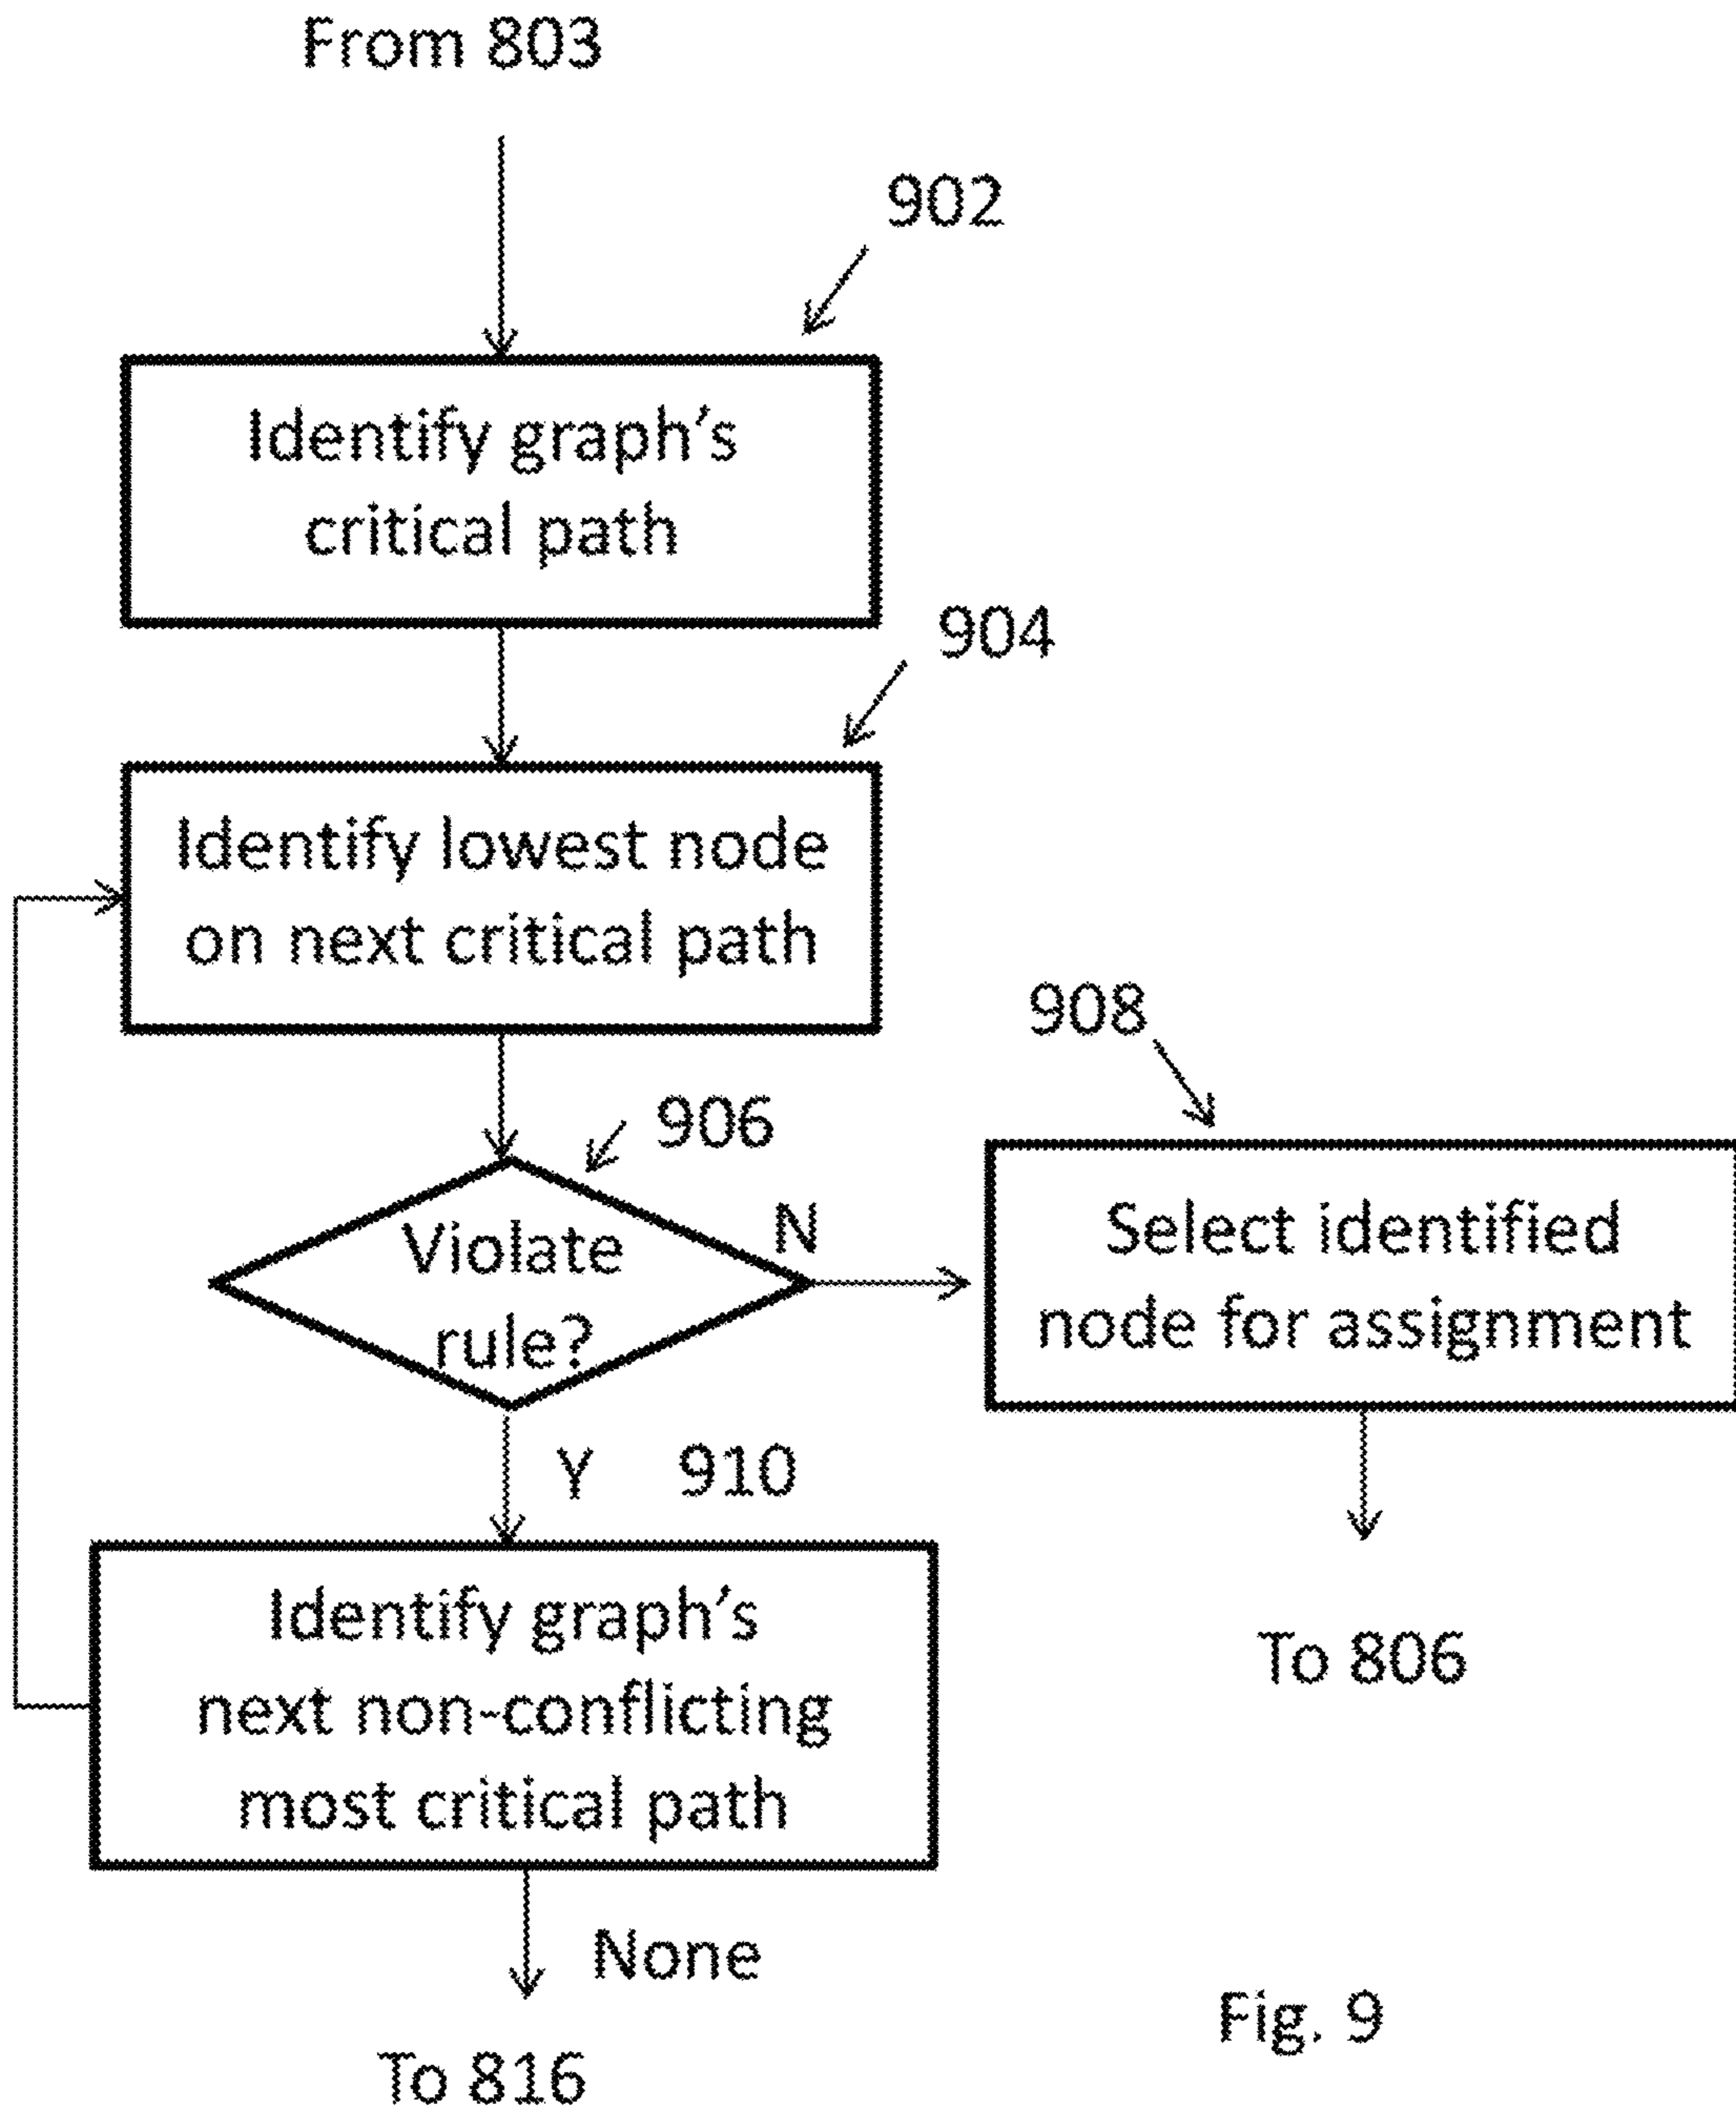 From 803
902
Identify graph's
critical path
904
Identify lowest node
on next critical path
908
906
Violate
rule?
N
Select identified
node for assignment
Y
910
Identify graph's
next non-conflicting
most critical path
To 806
None
Fig. 9
To 816